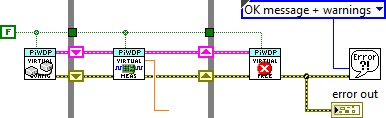 OK message + warnings
F
PiWDP
VIRTUAL
CONFIG
PiWDP
VIRTUAL
MEAS
PiWDP
VIRTUAL
FREE
Error
?!
error out